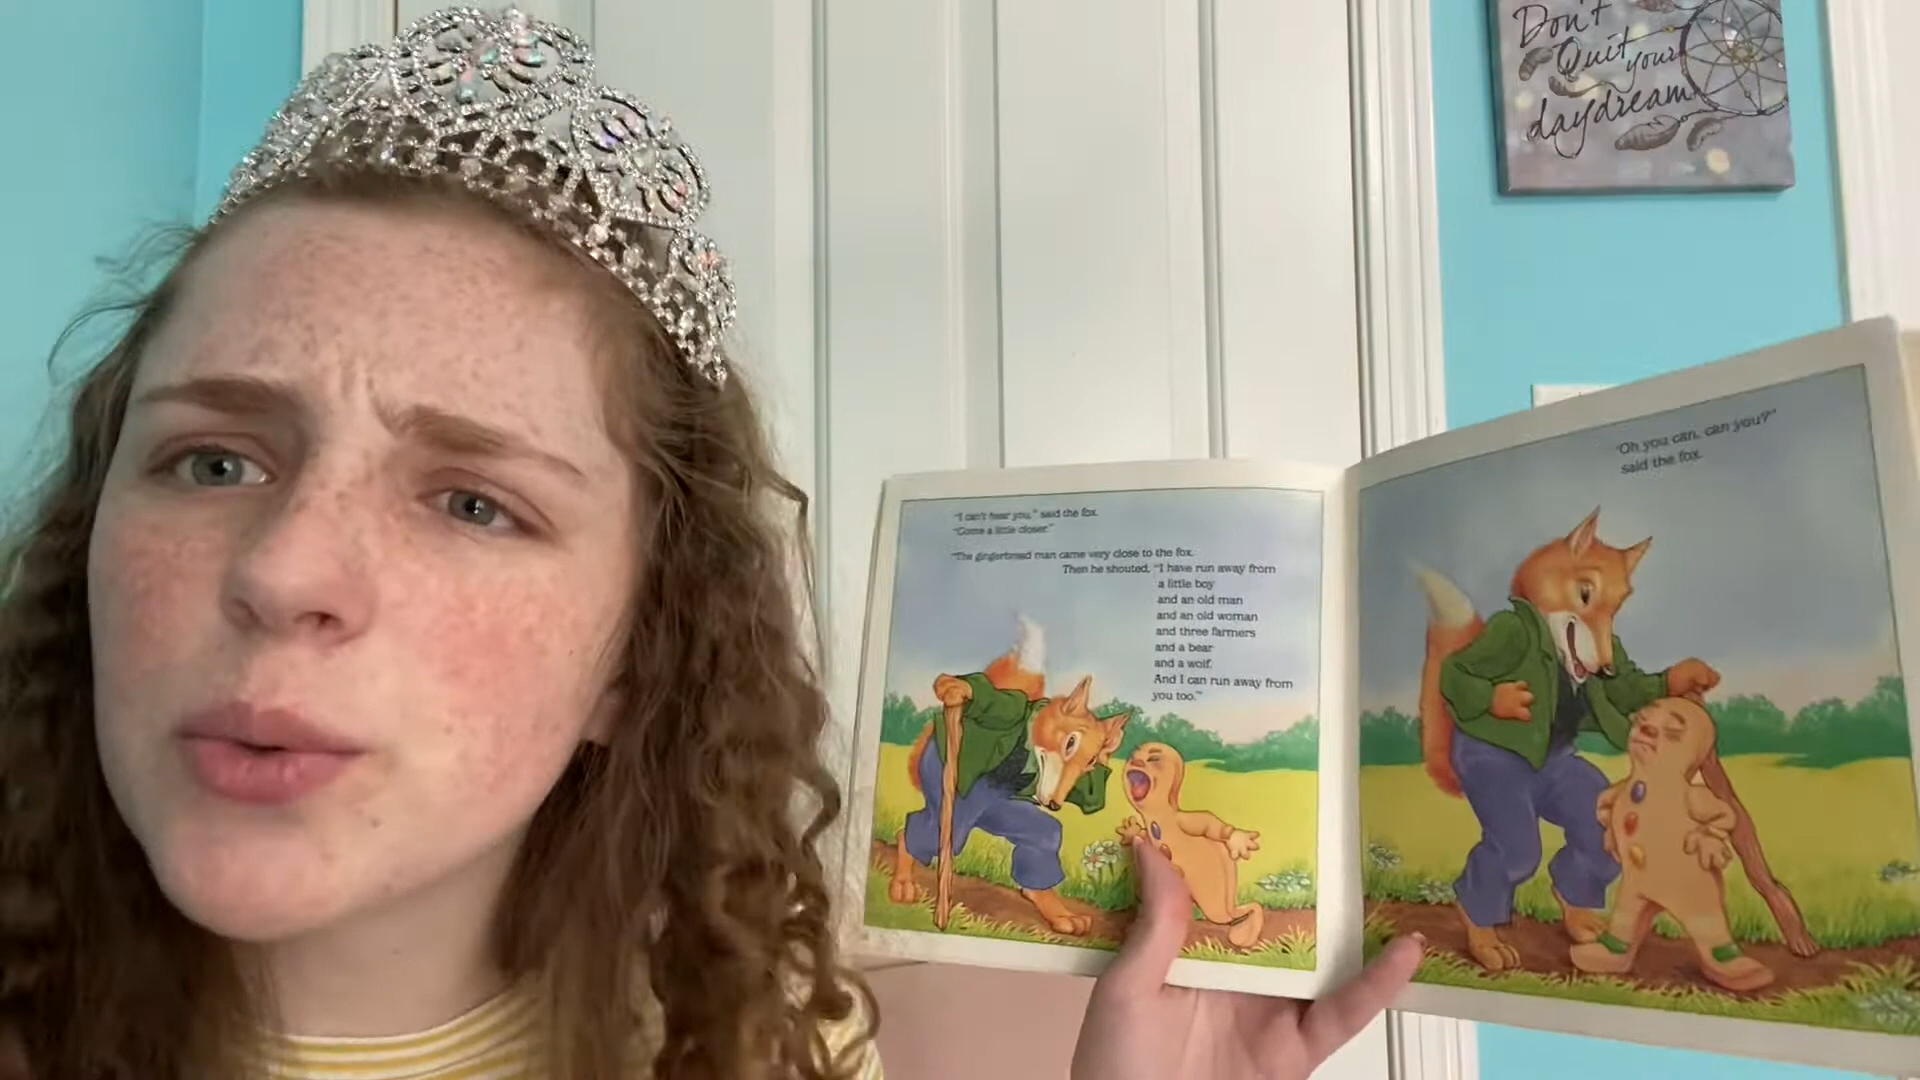 Don't
Quit your
daydream
"I can't hear you," said the fox.
"Come a little closer."
"The gingerbread man came very close to the fox.
Then he shouted, "I have run away from
a little boy
and an old man
and an old woman
and three farmers
and a bear
and a wolf.
And I can run away from
you too.""
"Oh you can, can you?"
said the fox.